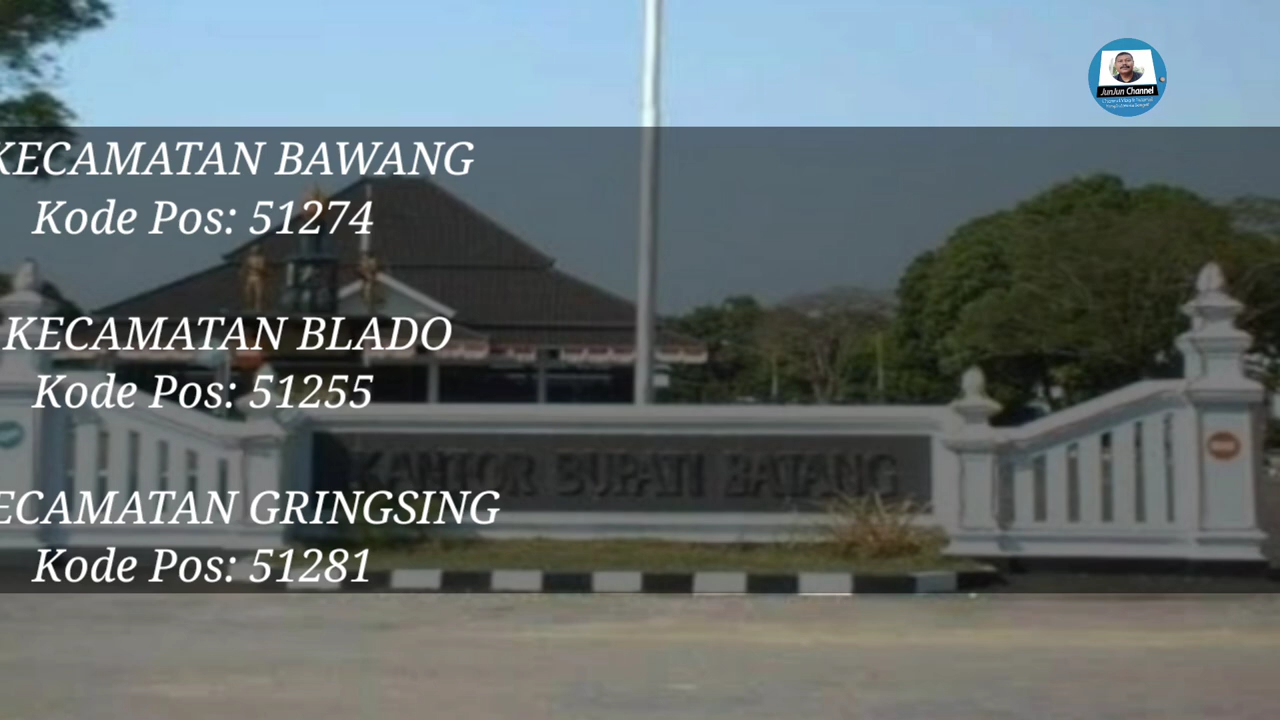 KECAMATAN BAWANG
Kode Pos: 51274
KECAMATAN BLADO
Kode Pos: 51255
ECAMATAN GRINGSING
Kode Pos: 51281
KANTOR BUPATI BATANG
JunJun Channel